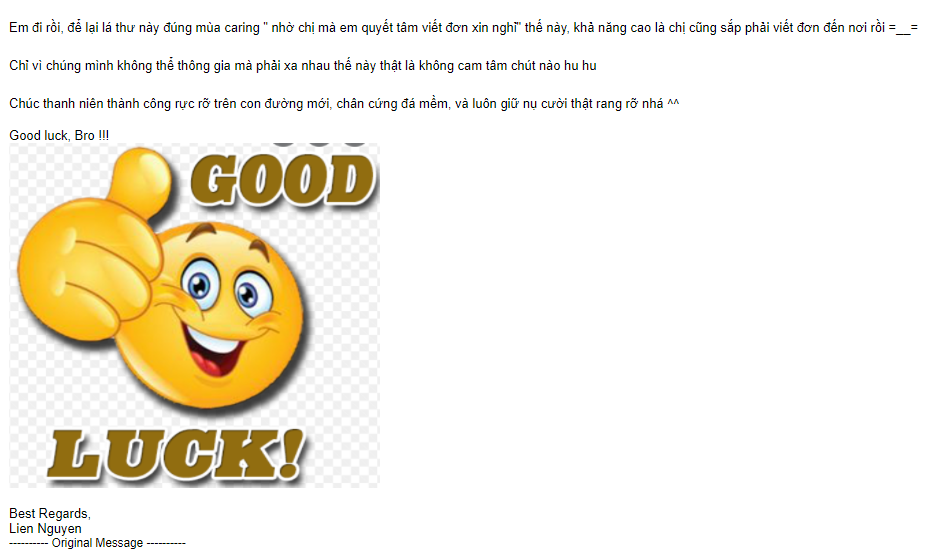 Em đi rồi, để lại lá thư này đúng mùa caring " nhờ chị mà em quyết tâm viết đơn xin nghỉ" thế này, khả năng cao là chị cũng sắp phải viết đơn đến nơi rồi =__=
Chỉ vì chúng mình không thể thông gia mà phải xa nhau thế này thật là không cam tâm chút nào hu hu
Chúc thanh niên thành công rực rỡ trên con đường mới, chân cứng đá mềm, và luôn giữ nụ cười thật rạng rỡ nhá ^^
Good luck, Bro !!!
GOOD
LUCK!
Best Regards,
Lien Nguyen
---------- Original Message ----------